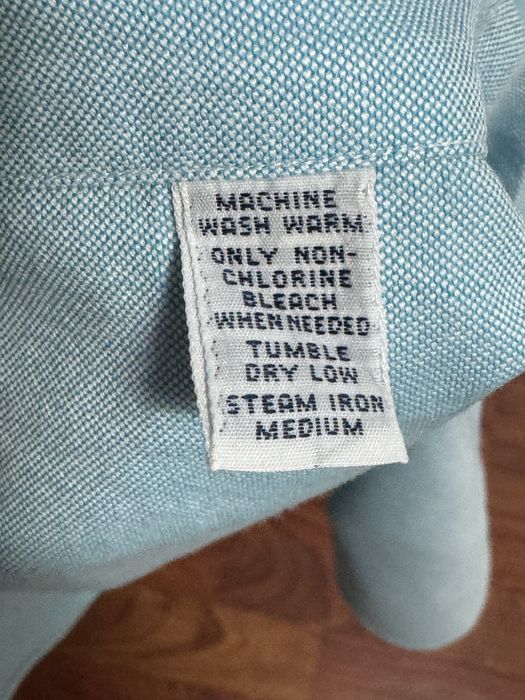 MACHINE
WASH WARM
ONLY NON-
CHLORINE
BLEACH
WHEN NEEDED
TUMBLE
DRY LOW
STEAM IRON
MEDIUM